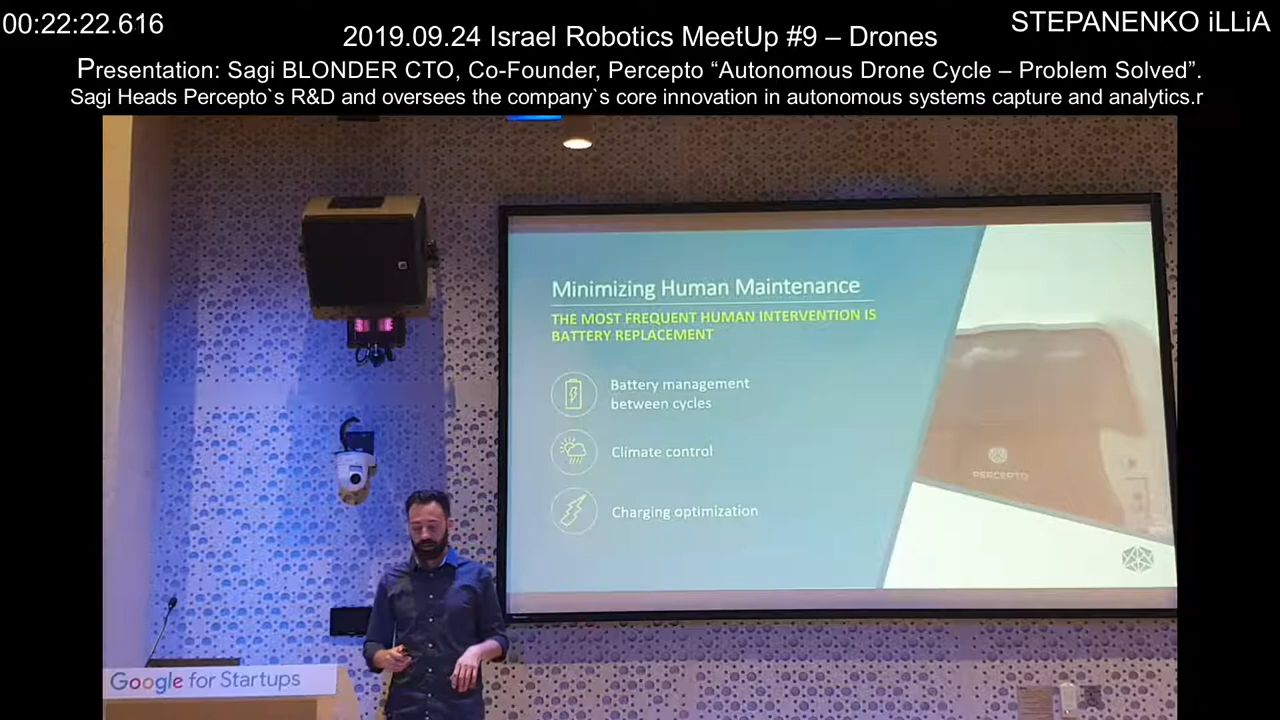 00:22:22.616
STEPANENKO iLLiA
2019.09.24 Israel Robotics MeetUp #9 – Drones
Presentation: Sagi BLONDER CTO, Co-Founder, Percepto “Autonomous Drone Cycle – Problem Solved”.
Sagi Heads Percepto`s R&D and oversees the company`s core innovation in autonomous systems capture and analytics.r
Minimizing Human Maintenance
THE MOST FREQUENT HUMAN INTERVENTION IS
BATTERY REPLACEMENT
Battery management
between cycles
Climate control
Charging optimization
PERCEPTO
Google for Startups